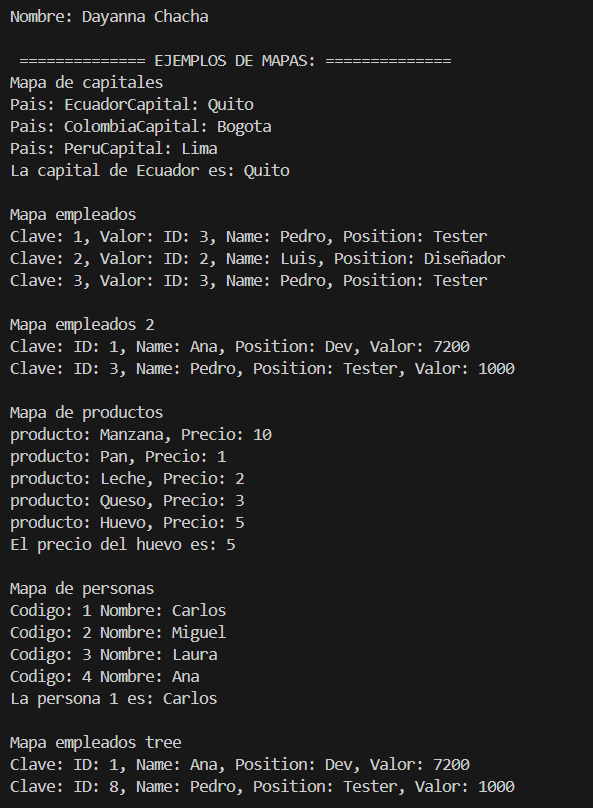 Nombre: Dayanna Chacha
============== EJEMPLOS DE MAPAS: ==============
Mapa de capitales
Pais: EcuadorCapital: Quito
Pais: ColombiaCapital: Bogota
Pais: PeruCapital: Lima
La capital de Ecuador es: Quito
Mapa empleados
Clave: 1, Valor: ID: 3, Name: Pedro, Position: Tester
Clave: 2, Valor: ID: 2, Name: Luis, Position: Diseñador
Clave: 3, Valor: ID: 3, Name: Pedro, Position: Tester
Mapa empleados 2
Clave: ID: 1, Name: Ana, Position: Dev, Valor: 7200
Clave: ID: 3, Name: Pedro, Position: Tester, Valor: 1000
Mapa de productos
producto: Manzana, Precio: 10
producto: Pan, Precio: 1
producto: Leche, Precio: 2
producto: Queso, Precio: 3
producto: Huevo, Precio: 5
El precio del huevo es: 5
Mapa de personas
Codigo: 1 Nombre: Carlos
Codigo: 2 Nombre: Miguel
Codigo: 3 Nombre: Laura
Codigo: 4 Nombre: Ana
La persona 1 es: Carlos
Mapa empleados tree
Clave: ID: 1, Name: Ana, Position: Dev, Valor: 7200
Clave: ID: 8, Name: Pedro, Position: Tester, Valor: 1000